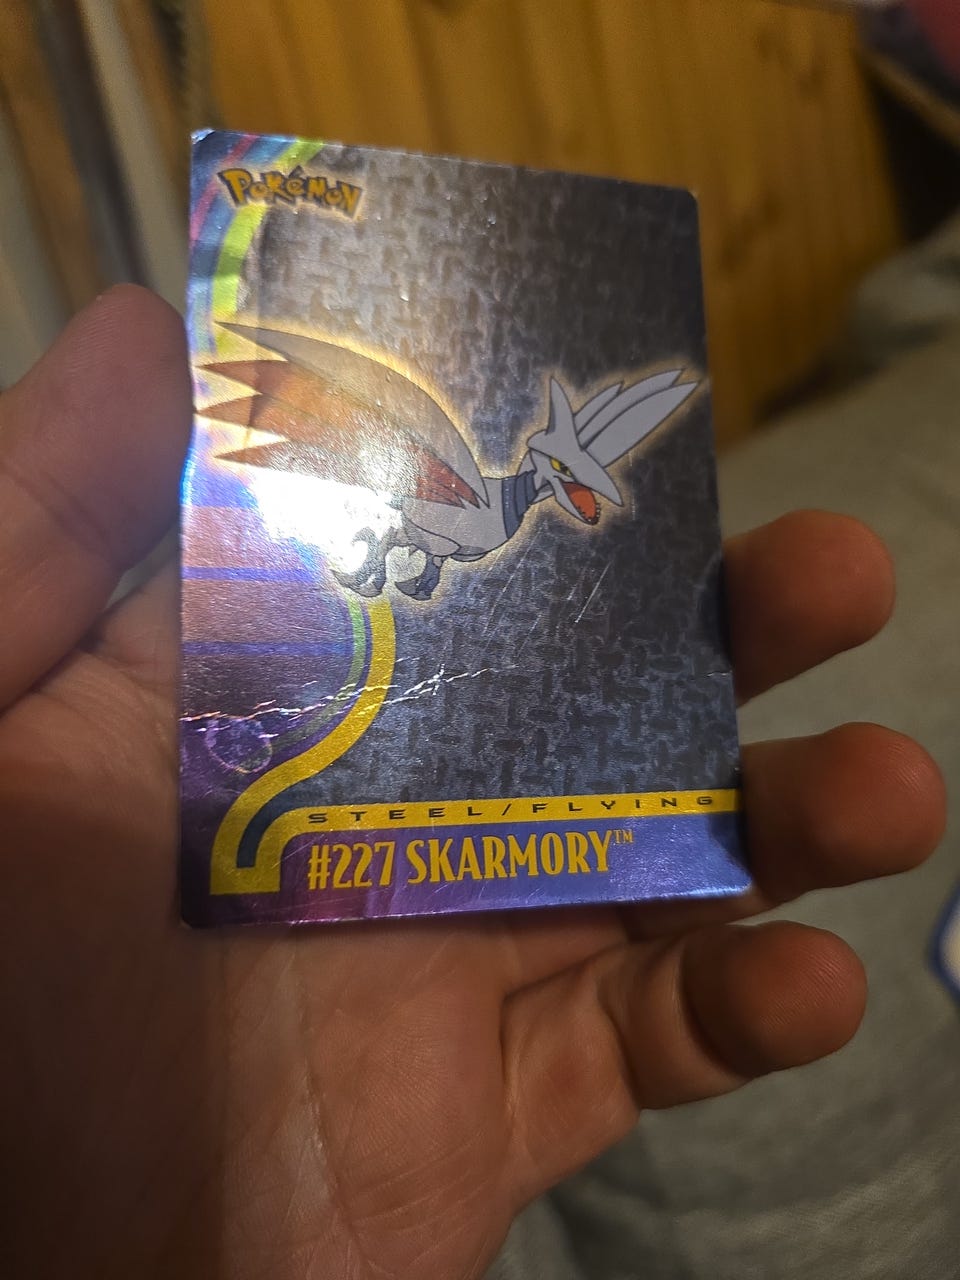 POKéMON
STEEL/FLYING
#227 SKARMORY™